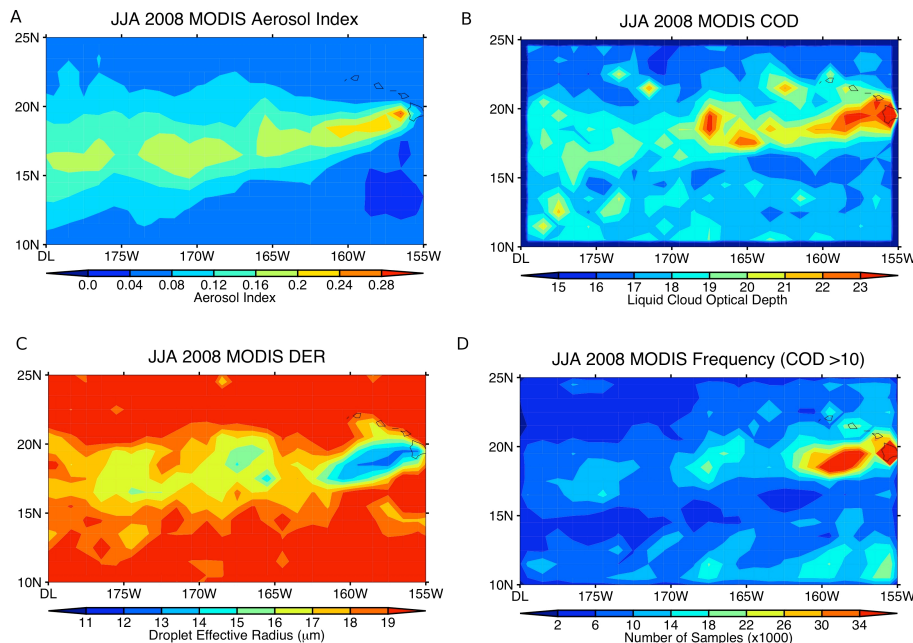 A
JJA 2008 MODIS Aerosol Index
25N
20N
15N
10N
DL 175W 170W 165W 160W 155W
0.0 0.04 0.08 0.12 0.16 0.20 0.24 0.28
Aerosol Index
B
JJA 2008 MODIS COD
25N
20N
15N
10N
DL 175W 170W 165W 160W 155W
15 16 17 18 19 20 21 22 23
Liquid Cloud Optical Depth
C
JJA 2008 MODIS DER
25N
20N
15N
10N
DL 175W 170W 165W 160W 155W
11 12 13 14 15 16 17 18 19
Droplet Effective Radius (μm)
D
JJA 2008 MODIS Frequency (COD >10)
25N
20N
15N
10N
DL 175W 170W 165W 160W 155W
2 6 10 14 18 22 26 30 34
Number of Samples (x1000)